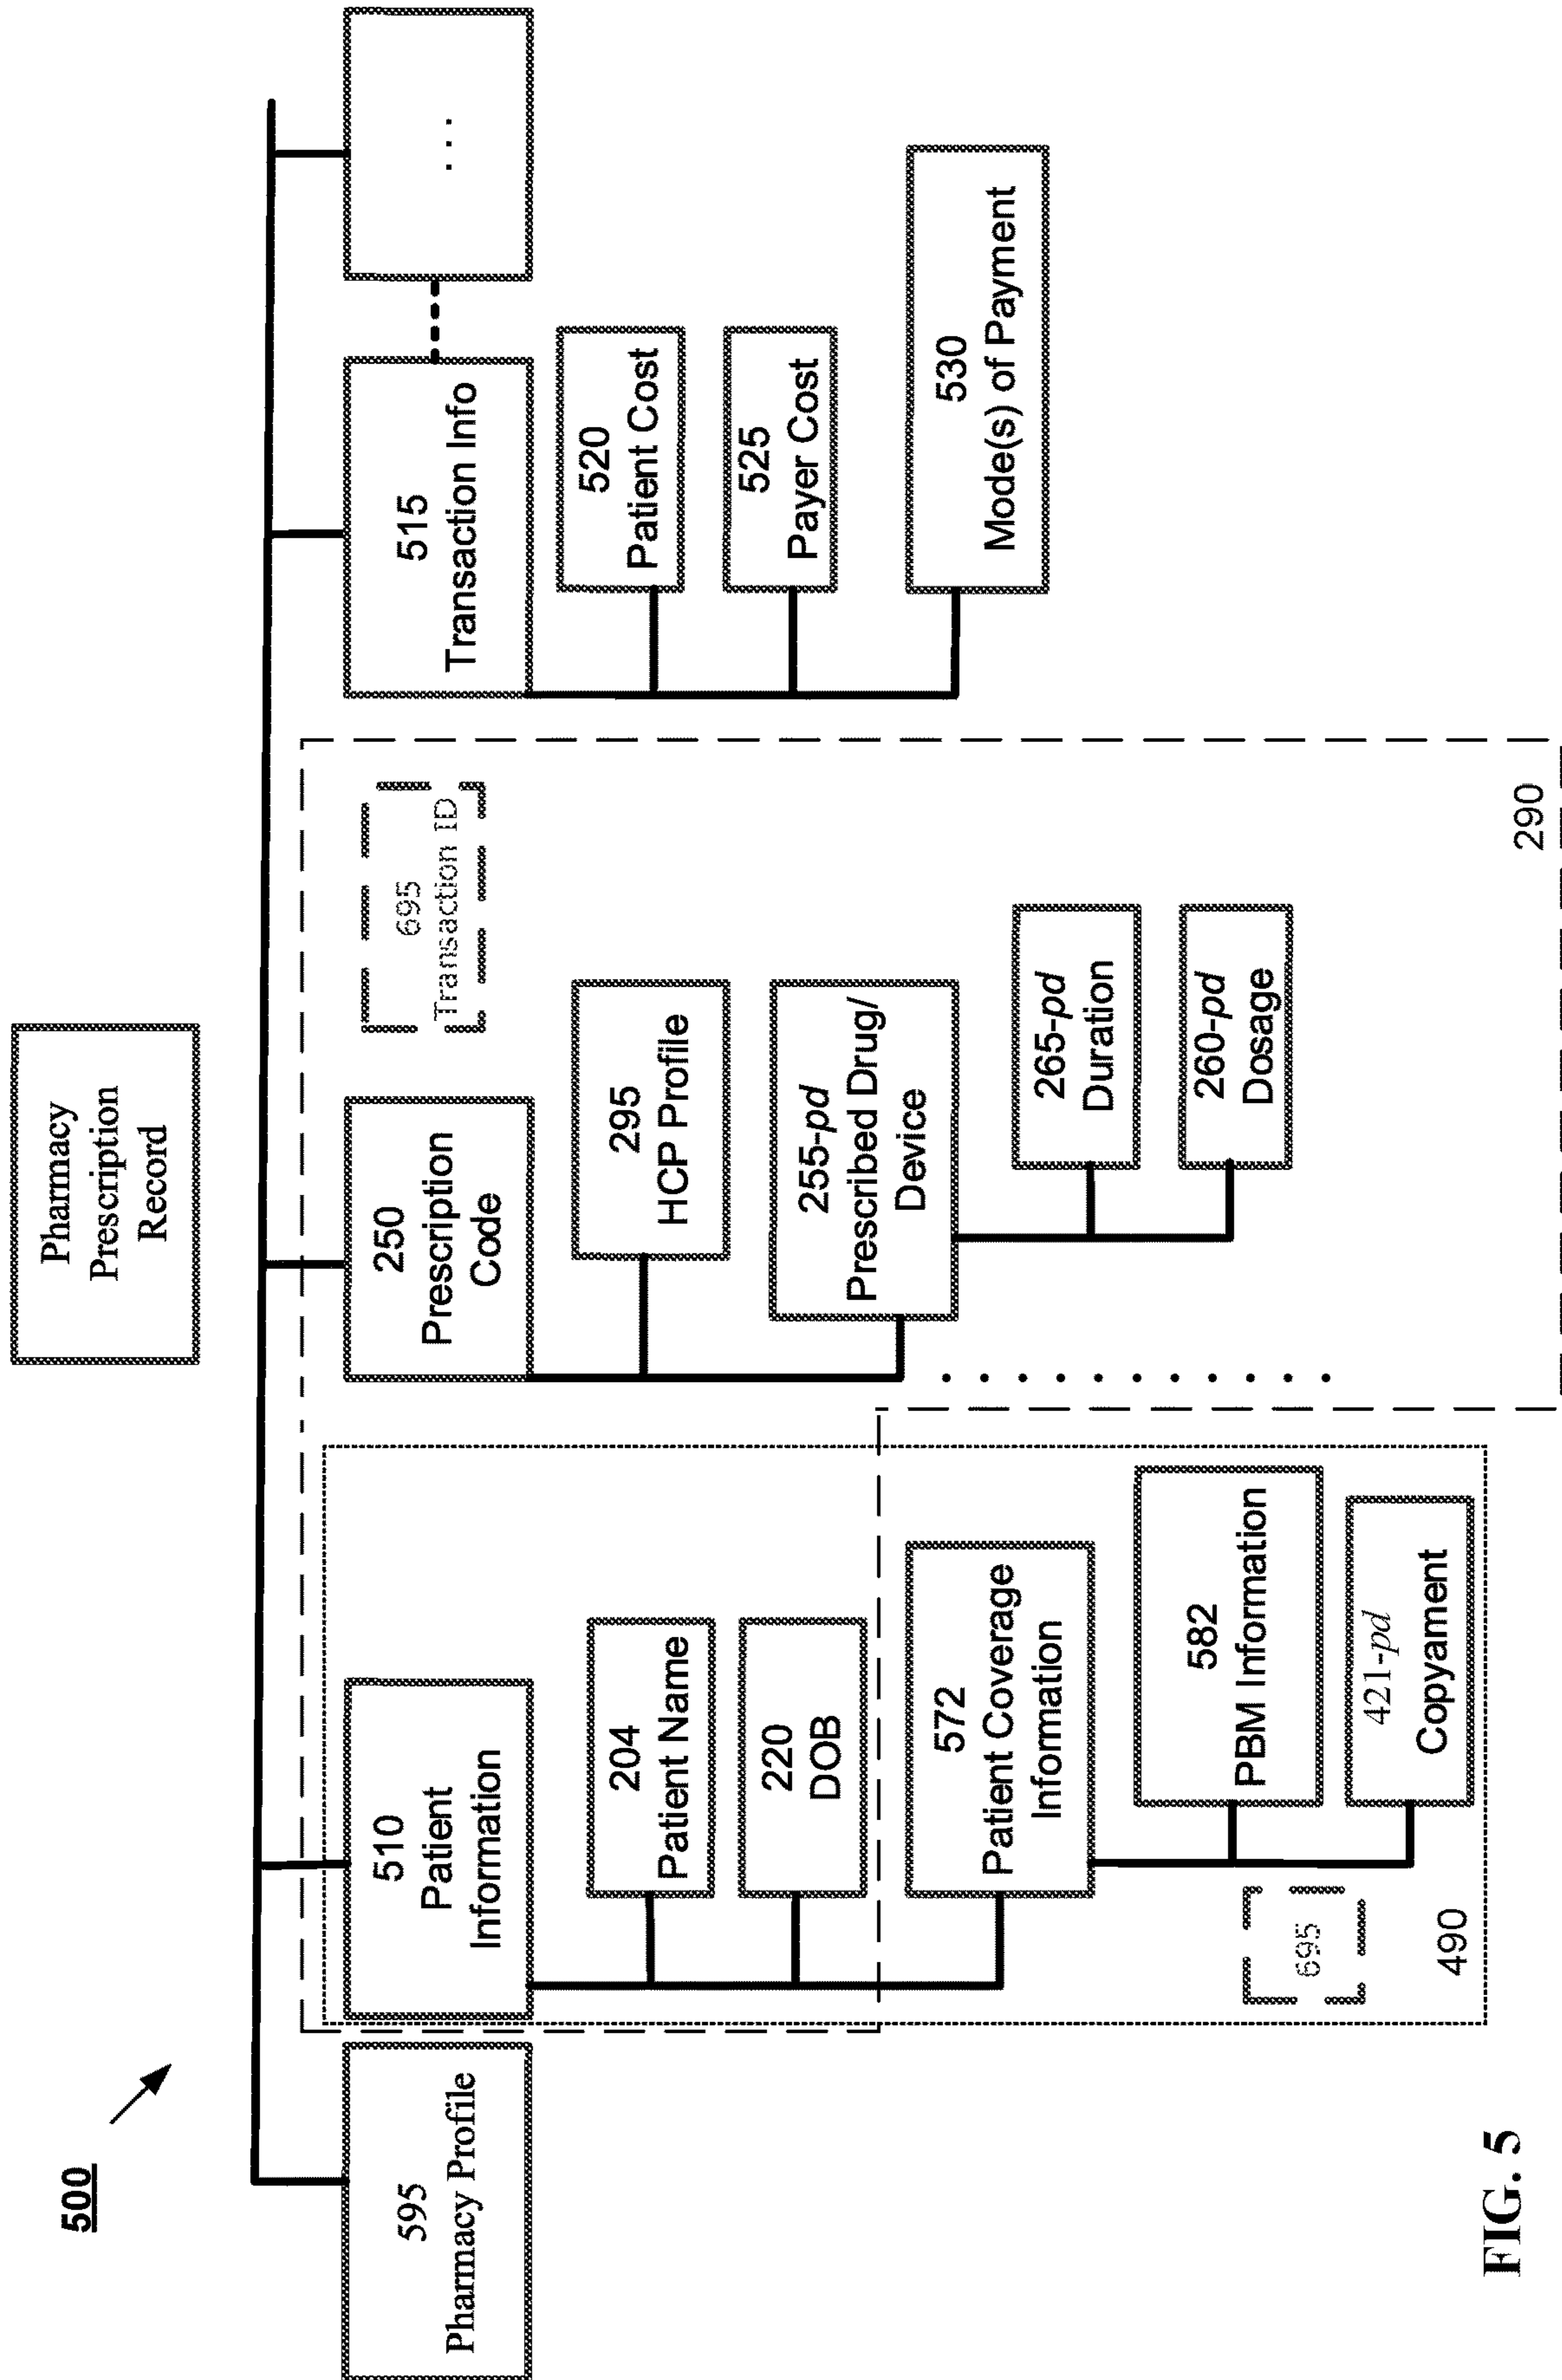 500
Pharmacy
Prescription
Record
595
Pharmacy Profile
510
Patient
Information
204
Patient Name
220
DOB
572
Patient Coverage
Information
582
PBM Information
421-pd
Copyament
695
490
250
Prescription
Code
695
Transaction ID
295
HCP Profile
255-pd
Prescribed Drug/
Device
265-pd
Duration
260-pd
Dosage
. . . . . . . . . . .
290
515
Transaction Info
520
Patient Cost
525
Payer Cost
530
Mode(s) of Payment
. . .
FIG. 5